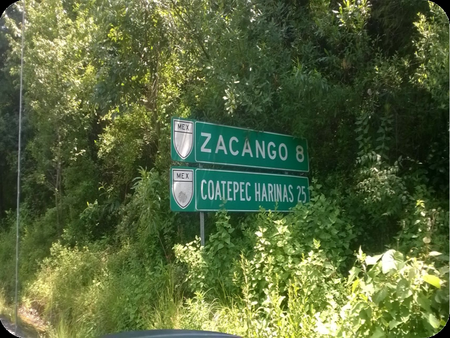 MEX ZACANGO 8
MEX COATEPEC HARINAS 25